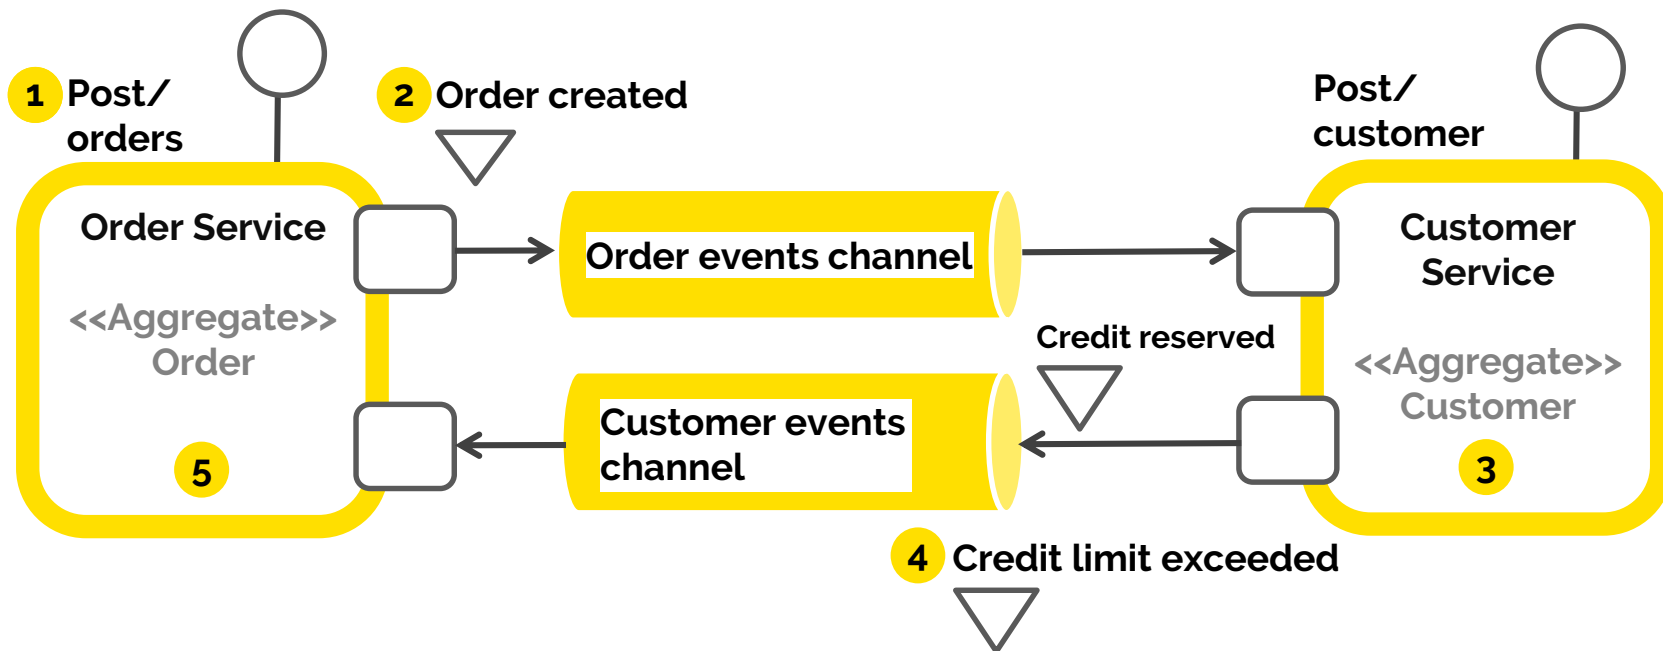 1 Post/
orders
2 Order created
Post/
customer
Order Service
<<Aggregate>>
Order
5
Order events channel
Customer
Service
<<Aggregate>>
Customer
3
Credit reserved
Customer events
channel
4 Credit limit exceeded